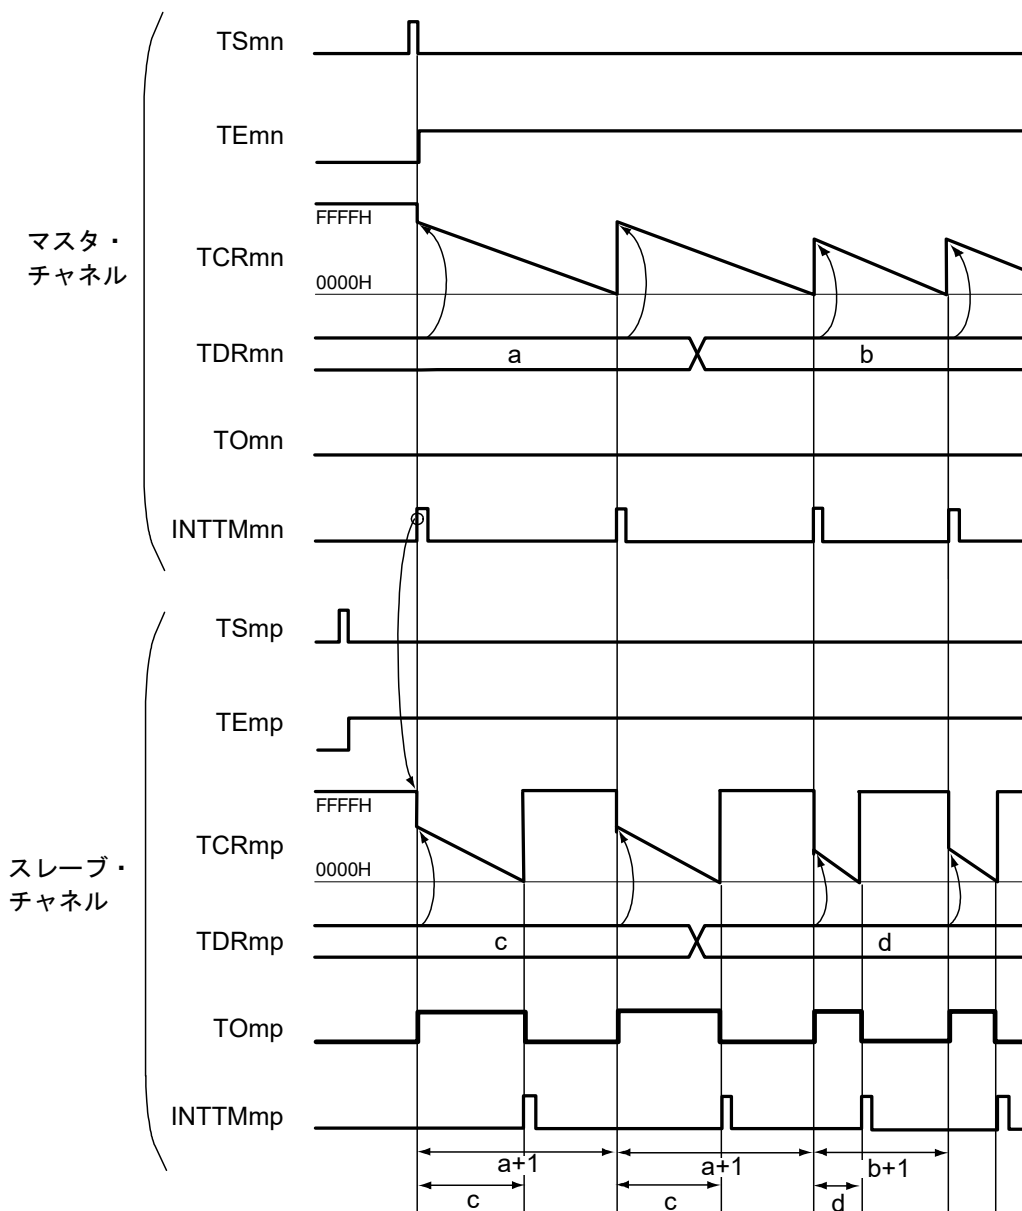 TSmn
TEmn
FFFFH
マスタ・
チャネル
TCRmn
0000H
TDRmn
a
b
TOmn
INTTMmn
TSmp
TEmp
FFFFH
スレーブ・
チャネル
TCRmp
0000H
TDRmp
c
d
TOmp
INTTMmp
a+1
a+1
b+1
c
c
d